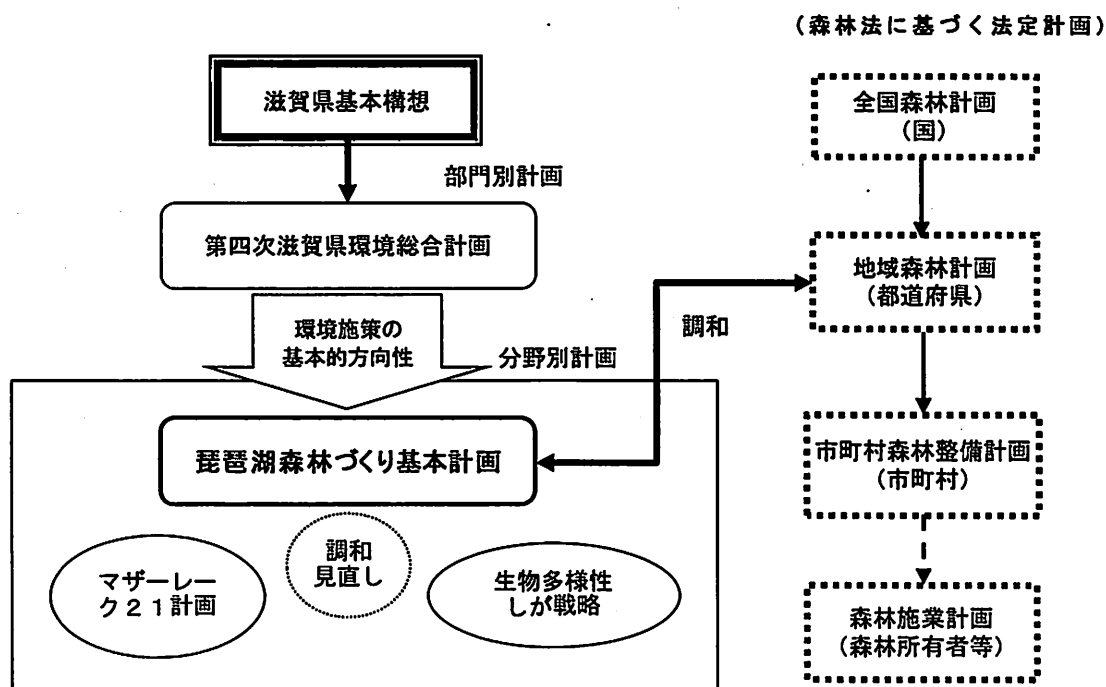 (森林法に基づく法定計画)
滋賀県基本構想
部門別計画
第四次滋賀県環境総合計画
環境施策の
基本的方向性
分野別計画
琵琶湖森林づくり基本計画
調和
見直し
マザーレー
ク21計画
生物多様性
しが戦略
調和
全国森林計画
(国)
地域森林計画
(都道府県)
市町村森林整備計画
(市町村)
森林施業計画
(森林所有者等)